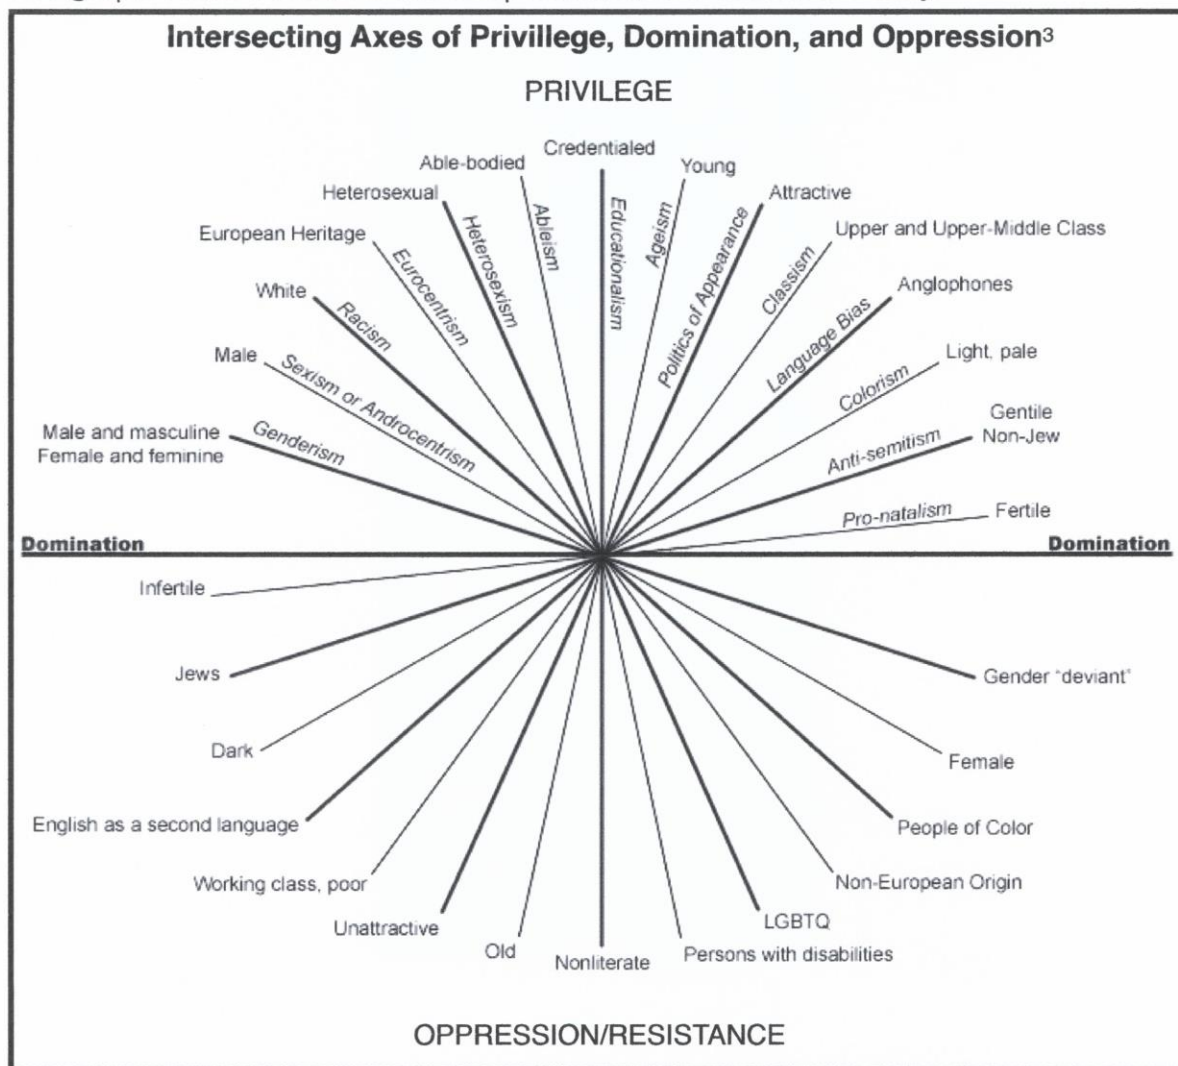 Intersecting Axes of Privillege, Domination, and Oppression3
PRIVILEGE
Credentialed
Able-bodied
Young
Heterosexual
Attractive
European Heritage
Upper and Upper-Middle Class
White
Anglophones
Male
Light, pale
Male and masculine
Female and feminine
Gentile
Non-Jew
Fertile
Genderism
Sexism or Androcentrism
Racism
Eurocentrism
Heterosexism
Ableism
Educationalism
Ageism
Politics of Appearance
Classism
Language Bias
Colorism
Anti-semitism
Pro-natalism
Domination
Domination
Infertile
Jews
Gender "deviant"
Dark
Female
English as a second language
People of Color
Working class, poor
Non-European Origin
Unattractive
LGBTQ
Old
Nonliterate
Persons with disabilities
OPPRESSION/RESISTANCE